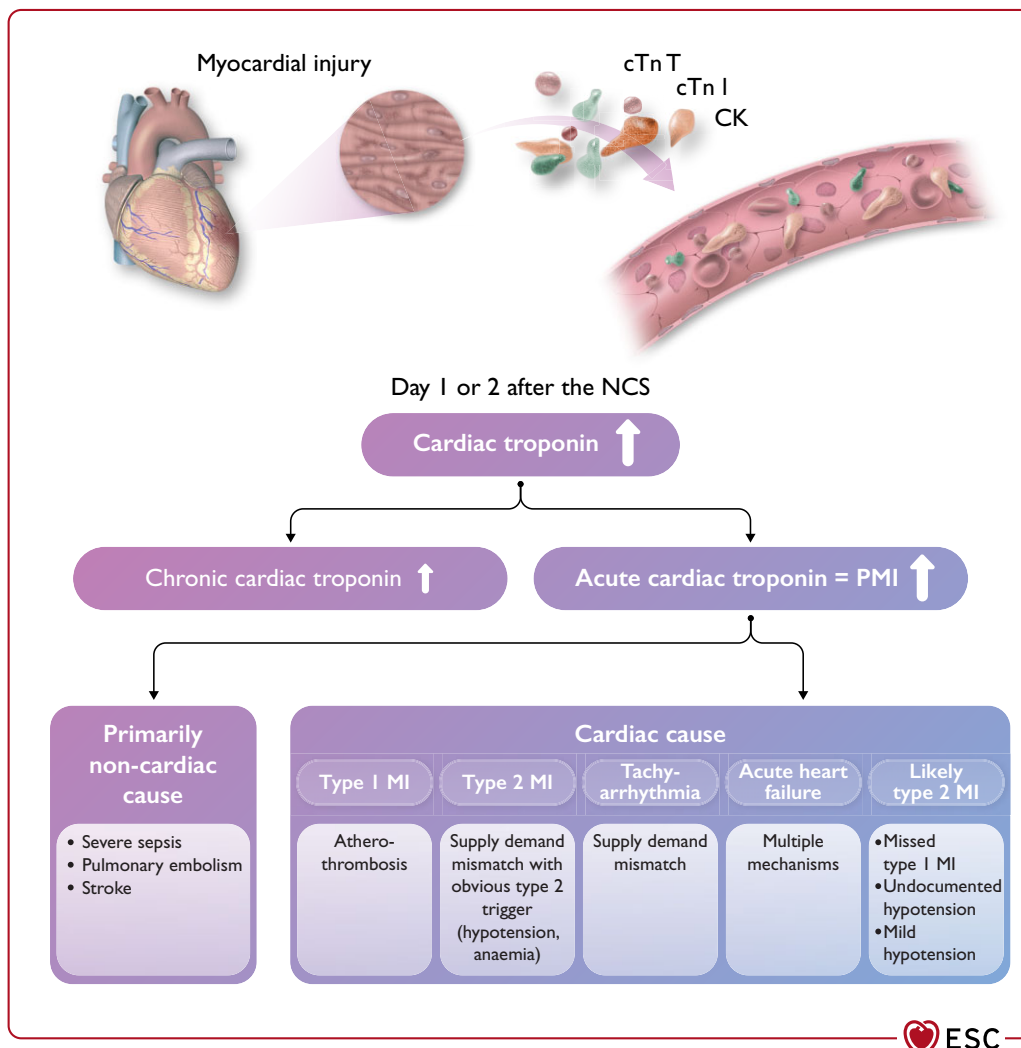 Myocardial injury
cTn T
cTn I
CK
Day 1 or 2 after the NCS
Cardiac troponin
Chronic cardiac troponin
Acute cardiac troponin = PMI
Primarily
non-cardiac
cause
• Severe sepsis
• Pulmonary embolism
• Stroke
Cardiac cause
Type 1 MI
Athero-
thrombosis
Type 2 MI
Supply demand
mismatch with
obvious type 2
trigger
(hypotension,
anaemia)
Tachy-
arrhythmia
Supply demand
mismatch
Acute heart
failure
Multiple
mechanisms
Likely
type 2 MI
•Missed
type 1 MI
•Undocumented
hypotension
•Mild
hypotension
ESC